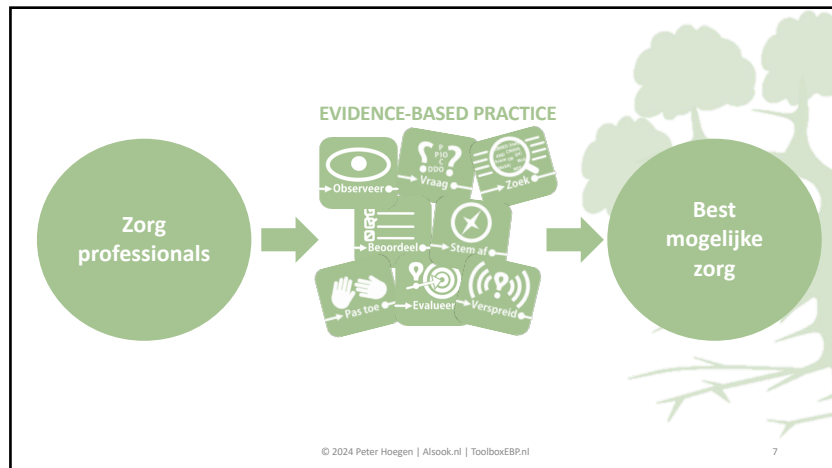 EVIDENCE-BASED PRACTICE
Zorg
professionals
Observeer
Vraag
Zoek
Beoordeel
Stem af
Pas toe
Evalueer
Verspreid
Best
mogelijke
zorg
© 2024 Peter Hoegen | Alsook.nl | ToolboxEBP.nl
7